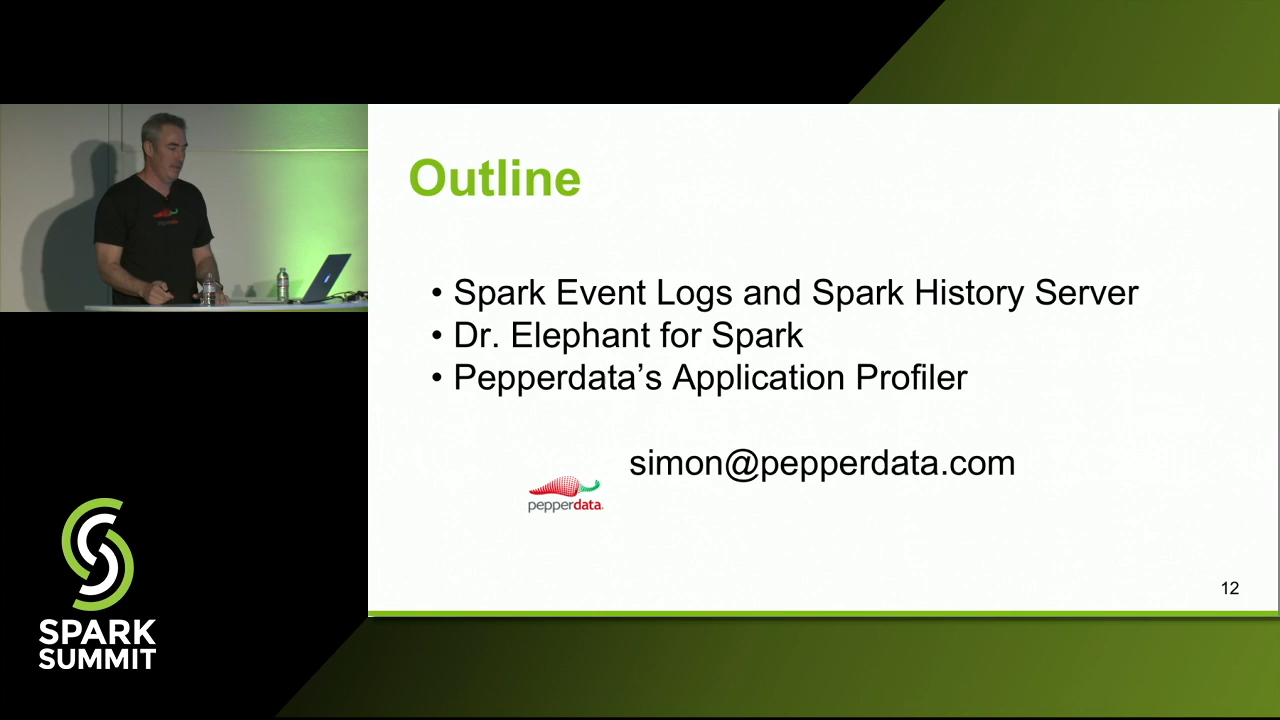 Outline
• Spark Event Logs and Spark History Server
• Dr. Elephant for Spark
• Pepperdata’s Application Profiler
simon@pepperdata.com
pepperdata
12
SPARK
SUMMIT